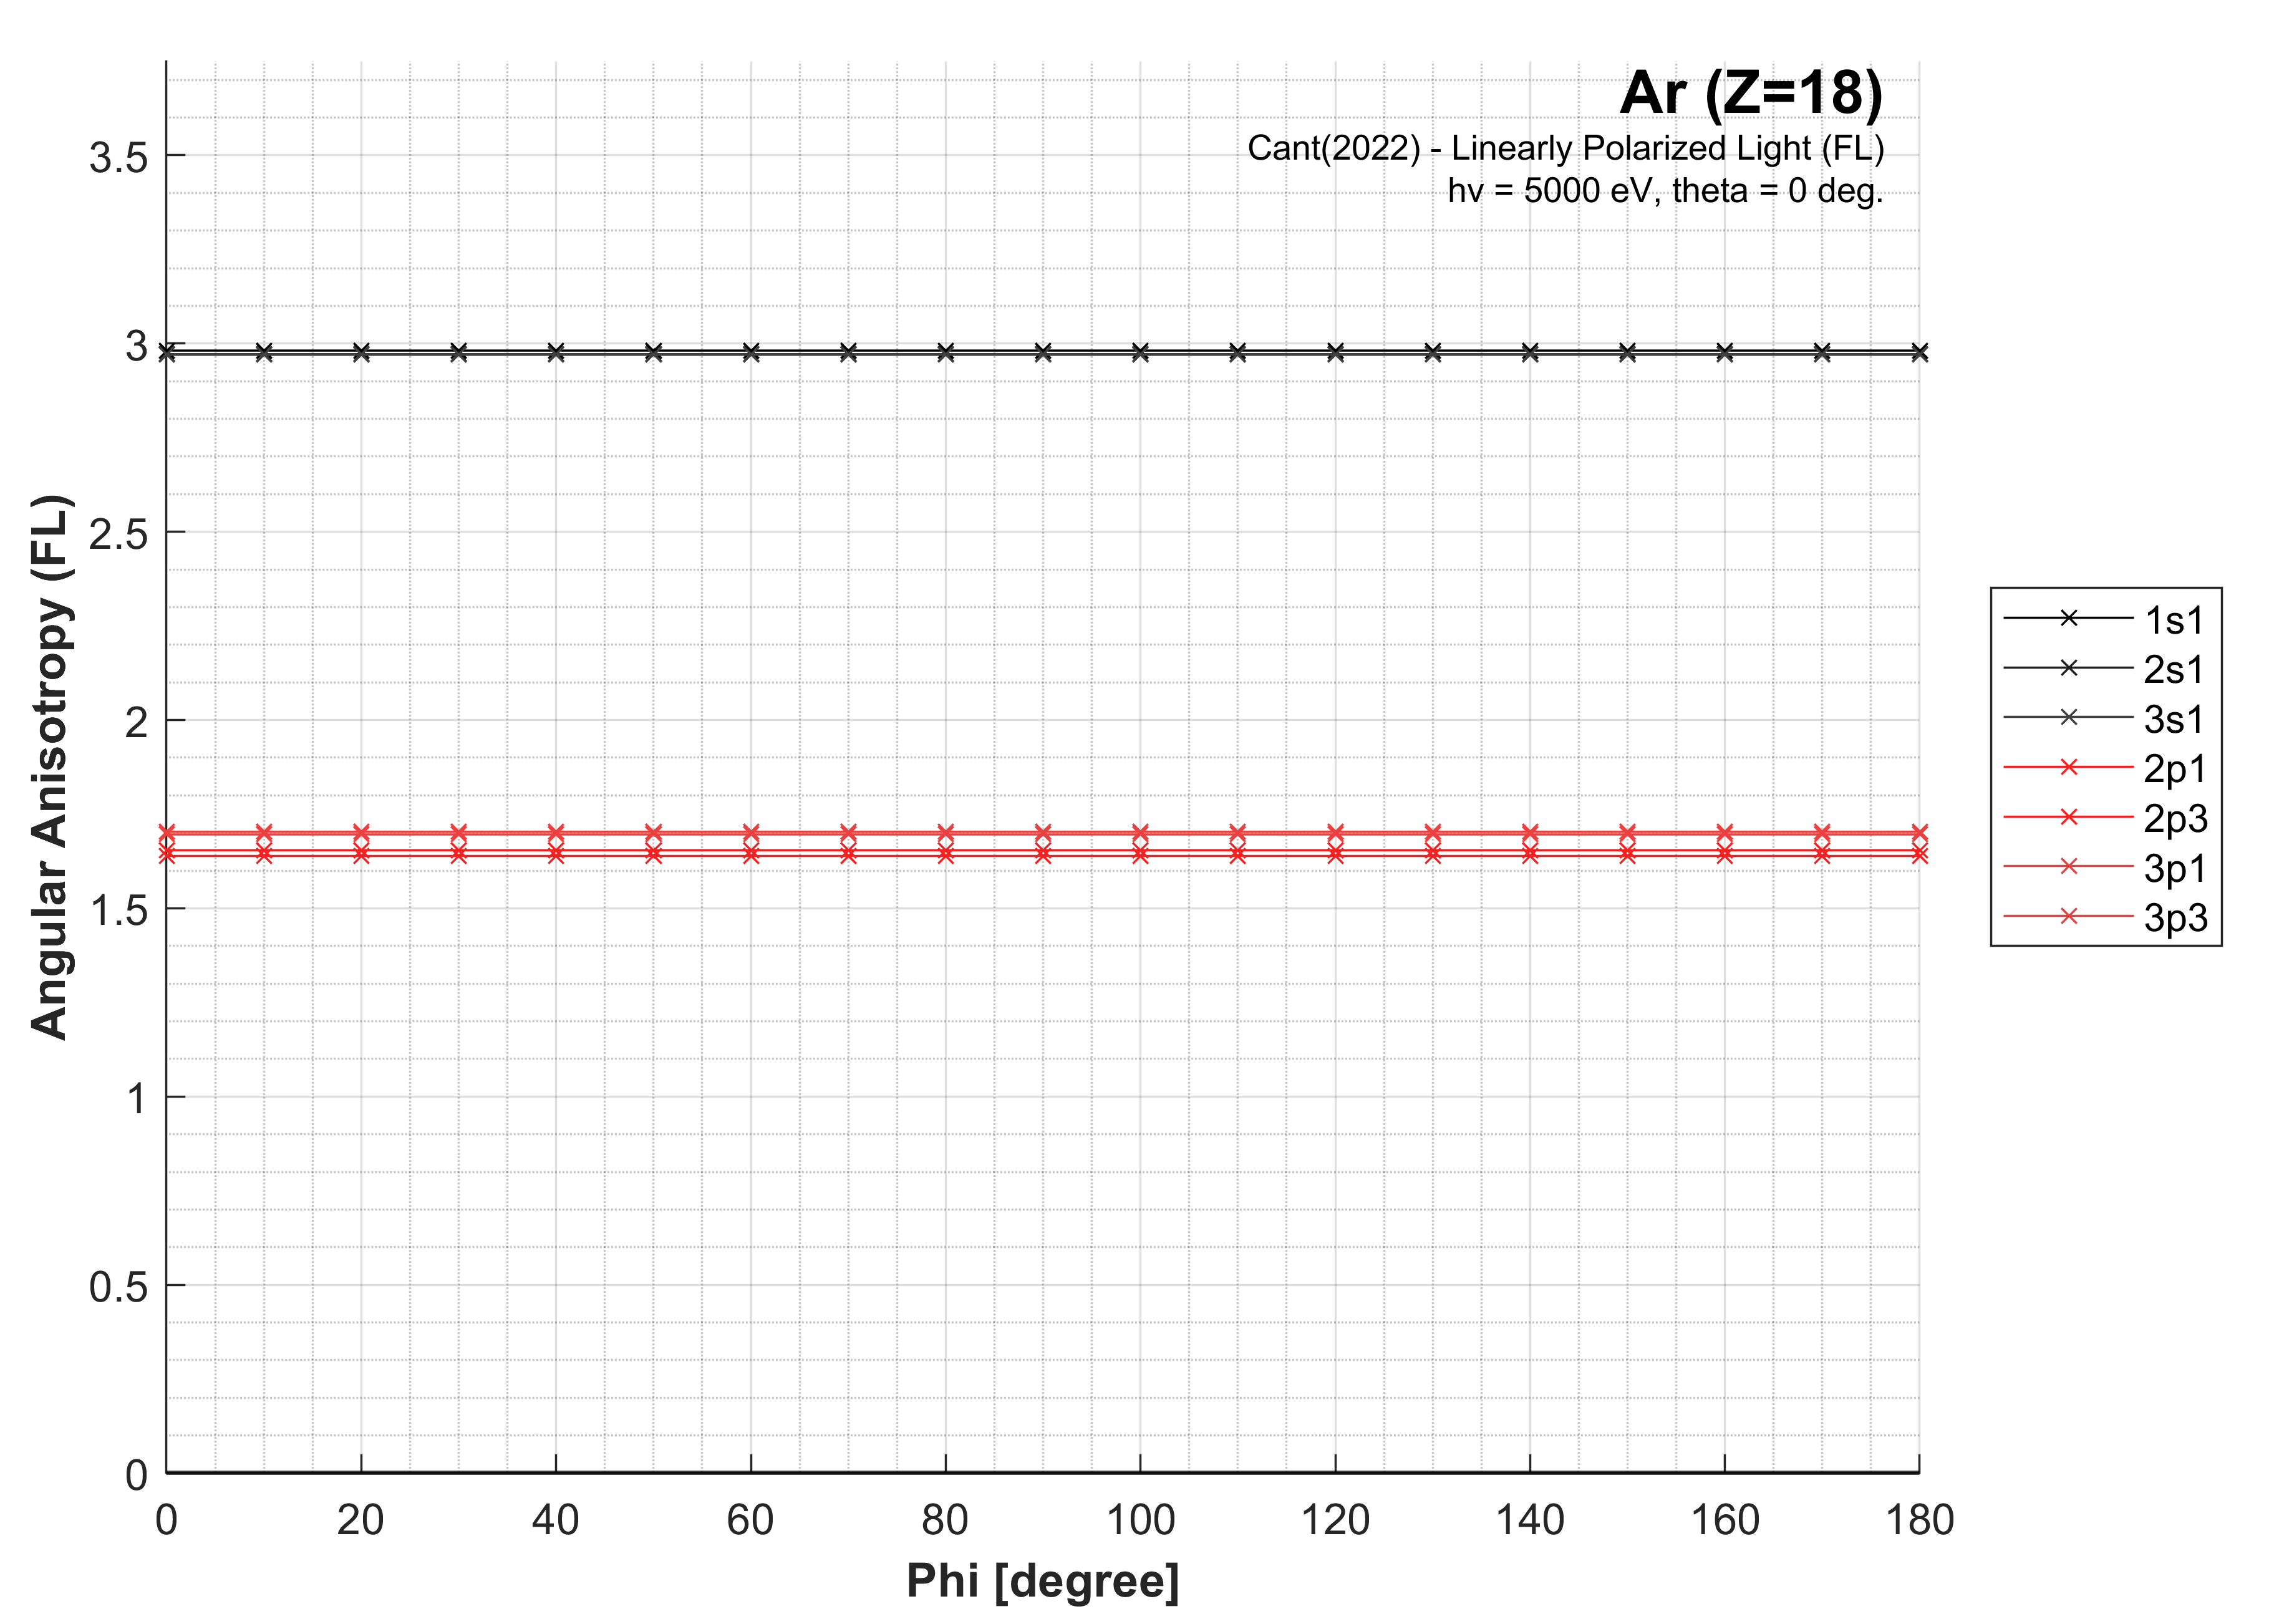 Ar (Z=18)
Cant(2022) - Linearly Polarized Light (FL)
hv = 5000 eV, theta = 0 deg.
Angular Anisotropy (FL)
3.5
3
2.5
2
1.5
1
0.5
0
0 20 40 60 80 100 120 140 160 180
Phi [degree]
1s1
2s1
3s1
2p1
2p3
3p1
3p3